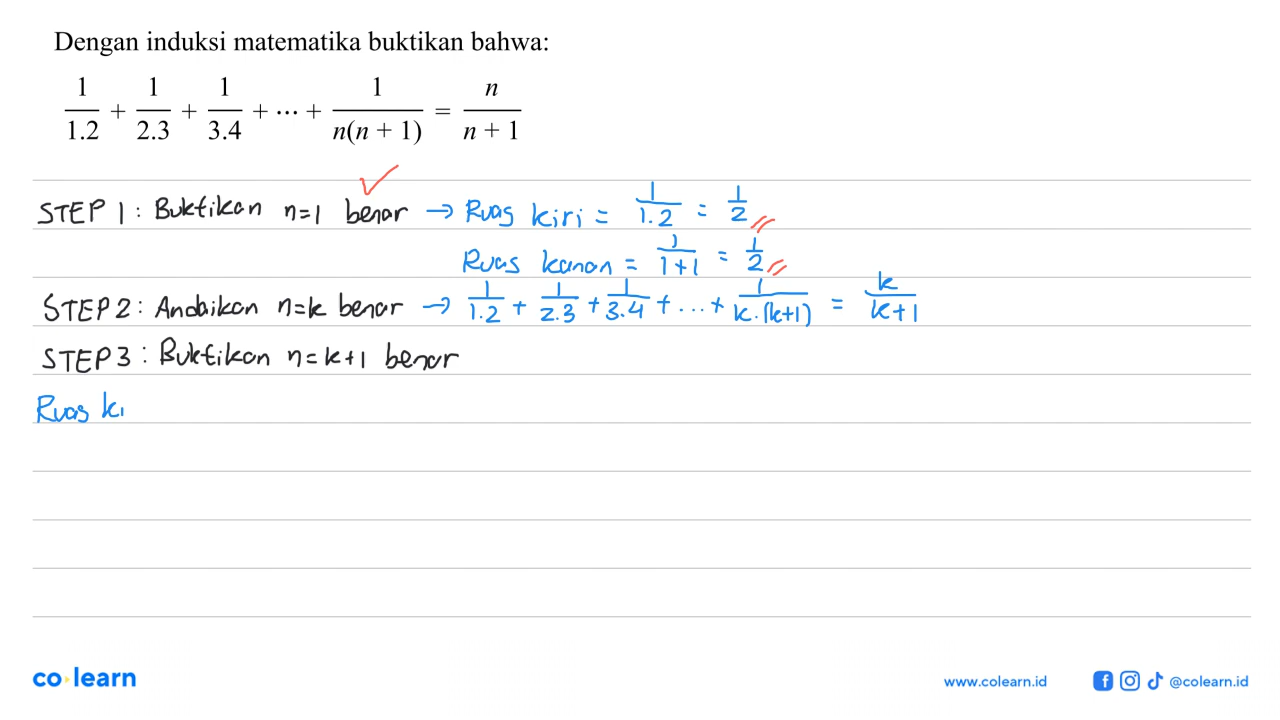 Dengan induksi matematika buktikan bahwa:
1/1.2 + 1/2.3 + 1/3.4 + ... + 1/n(n + 1) = n/n + 1
STEP 1 : Buktikan n=1 benar → Ruas kiri = 1/1.2 = 1/2
Ruas kanan = 1/1+1 = 1/2
STEP 2 : Andaikan n=k benar → 1/1.2 + 1/2.3 + 1/3.4 + ... + 1/k.(k+1) = k/k+1
STEP 3 : Buktikan n=k+1 benar
Ruas ki
co learn
www.colearn.id @colearn.id